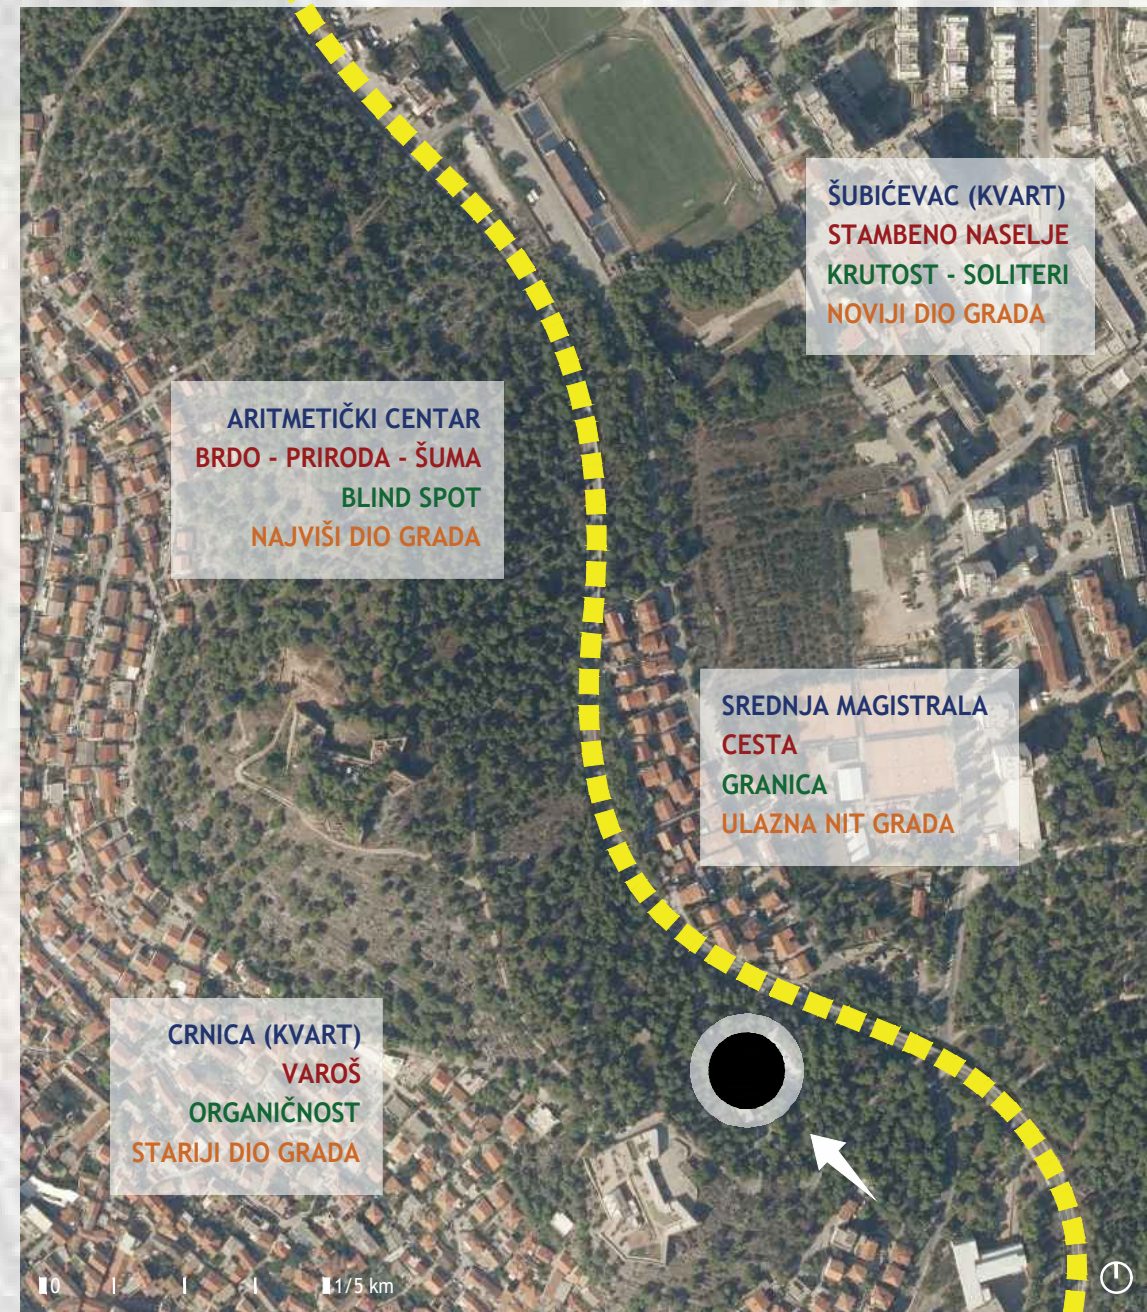 ŠUBIĆEVAC (KVART)
STAMBENO NASELJE
KRUTOST - SOLITERI
NOVIJI DIO GRADA
ARITMETIČKI CENTAR
BRDO - PRIRODA - ŠUMA
BLIND SPOT
NAJVIŠI DIO GRADA
SREDNJA MAGISTRALA
CESTA
GRANICA
ULAZNA NIT GRADA
CRNICA (KVART)
VAROŠ
ORGANIČNOST
STARIJI DIO GRADA
0 1/5 km